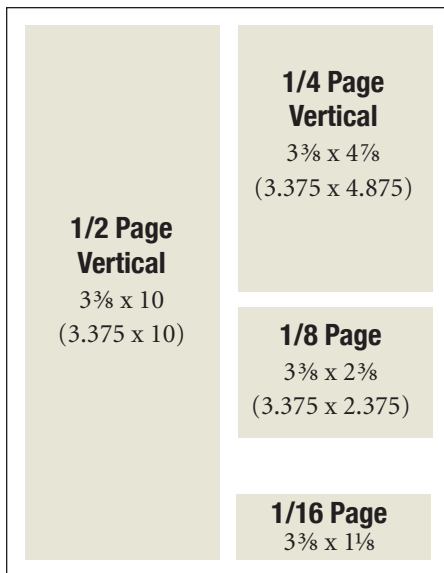 1/2 Page
Vertical
3⅜ x 10
(3.375 x 10)
1/4 Page
Vertical
3⅜ x 4⅞
(3.375 x 4.875)
1/8 Page
3⅜ x 2⅜
(3.375 x 2.375)
1/16 Page
3⅜ x 1⅛